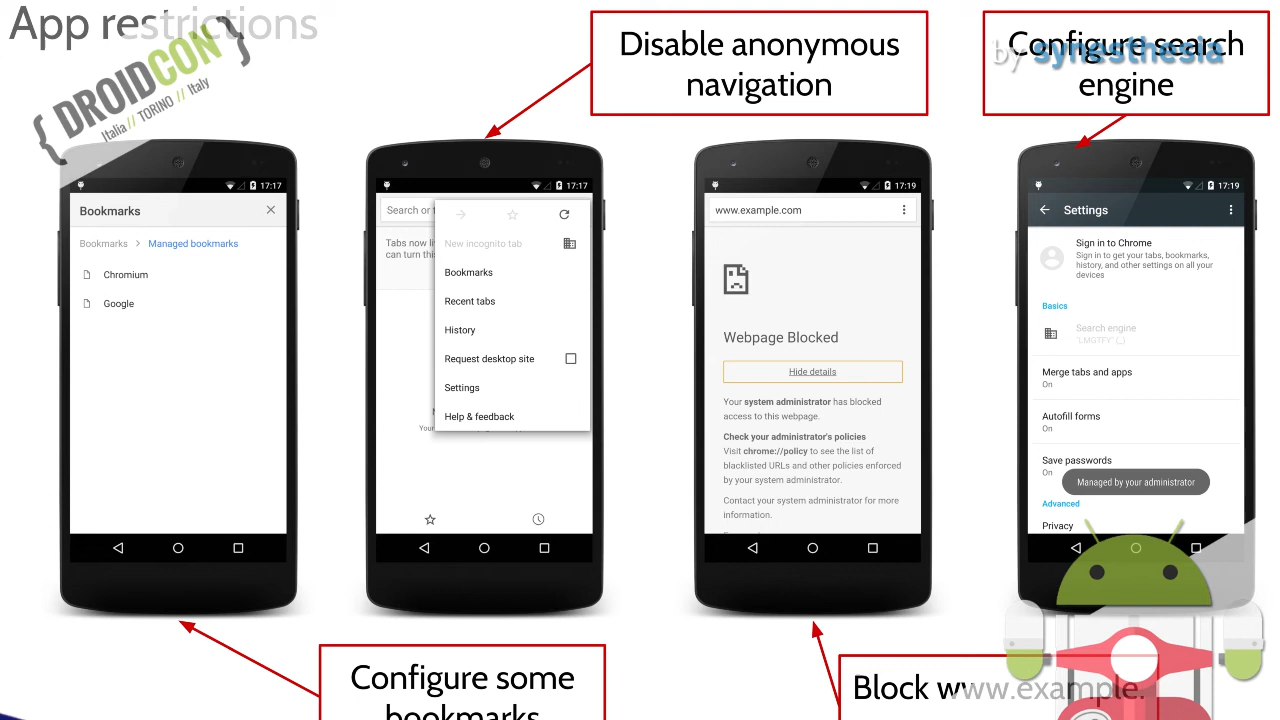 App restrictions
{ DROIDCON }
Italia // TORINO // Italy
Disable anonymous
navigation
by synesthesia
Configure search
engine
17:17
Bookmarks
Bookmarks > Managed bookmarks
Chromium
Google
17:17
Search or t
Tabs now li
can turn this
New incognito tab
Bookmarks
Recent tabs
History
Request desktop site
Settings
Help & feedback
You
17:19
www.example.com
Webpage Blocked
Hide details
Your system administrator has blocked
access to this webpage.
Check your administrator's policies
Visit chrome://policy to see the list of
blacklisted URLs and other policies enforced
by your system administrator.
Contact your system administrator for more
information.
17:19
Settings
Sign in to Chrome
Sign in to get your tabs, bookmarks,
history, and other settings on all your
devices
Basics
Search engine
"LMGTFY" (_)
Merge tabs and apps
On
Autofill forms
On
Save passwords
On
Managed by your administrator
Advanced
Privacy
Configure some
bookmarks
Block www.example.